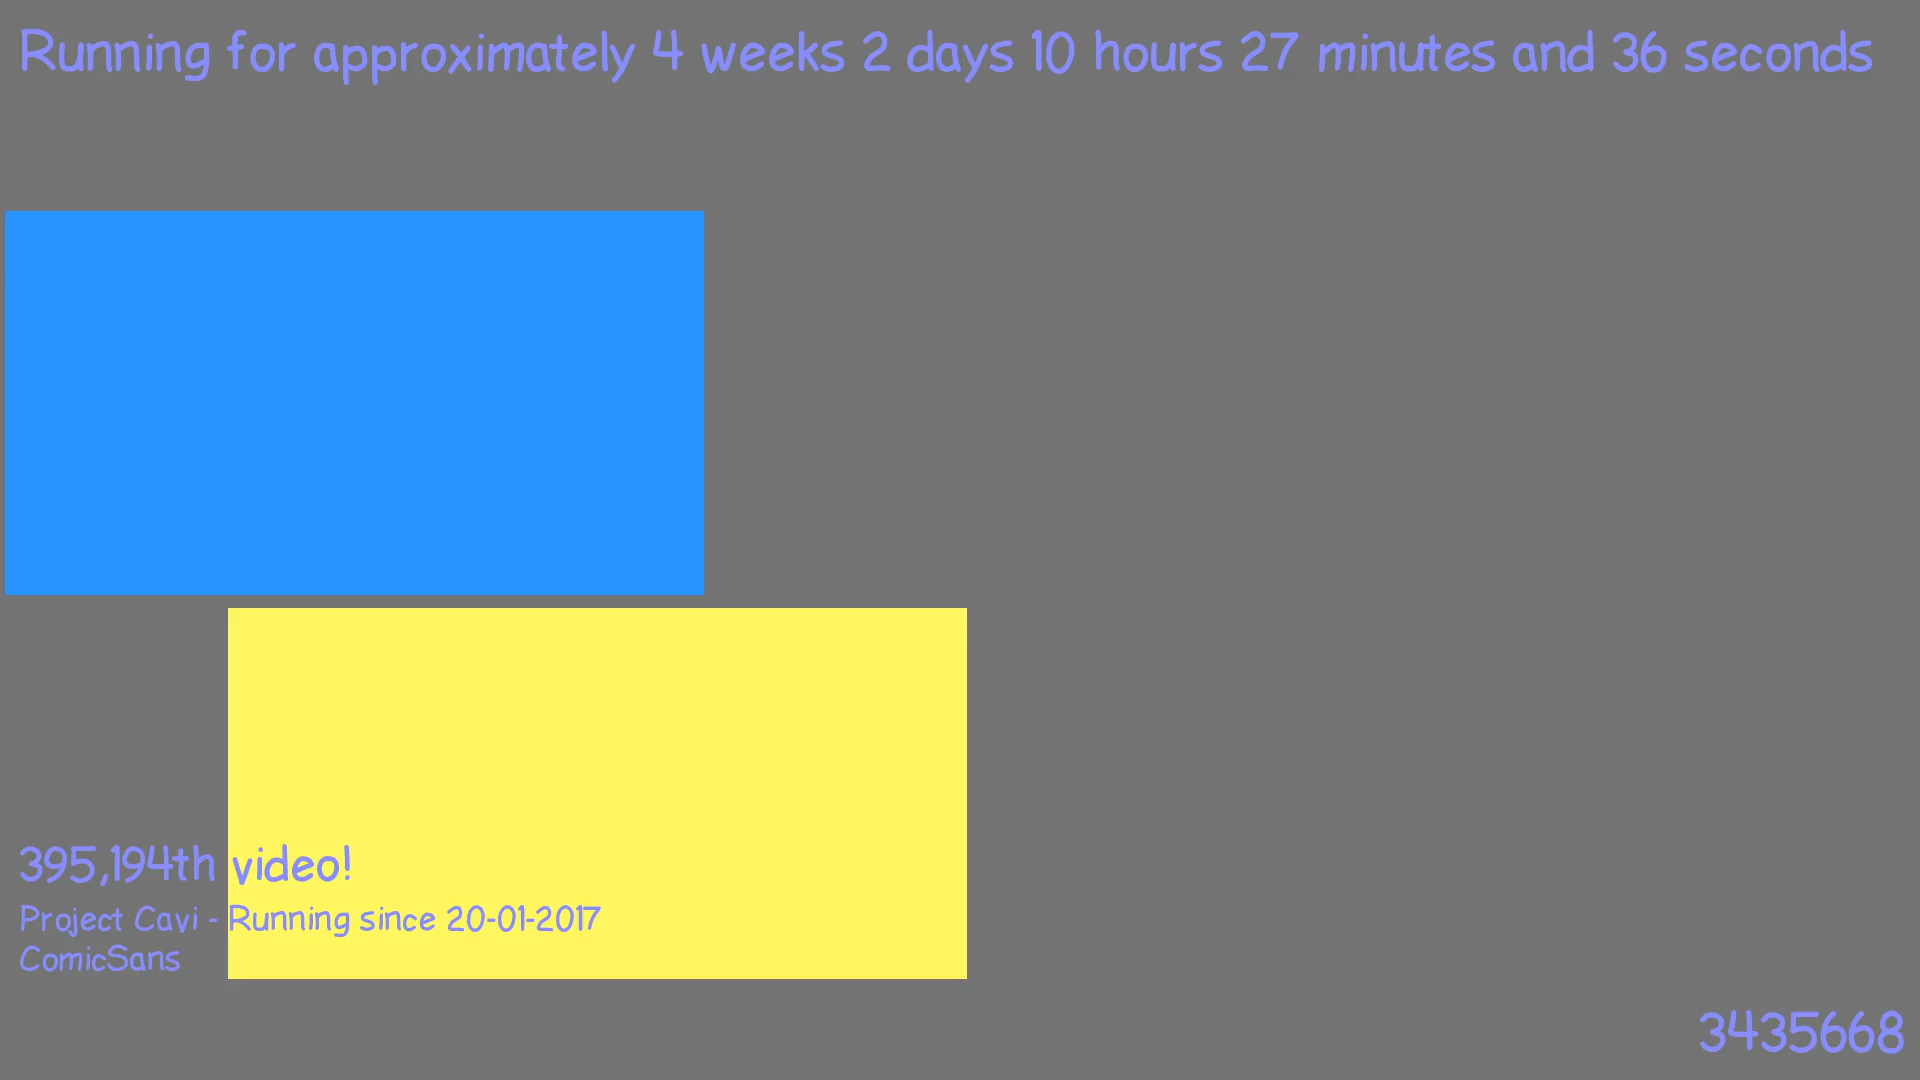 Running for approximately 4 weeks 2 days 10 hours 27 minutes and 36 seconds
395,194th video!
Project Cavi - Running since 20-01-2017
ComicSans
3435668